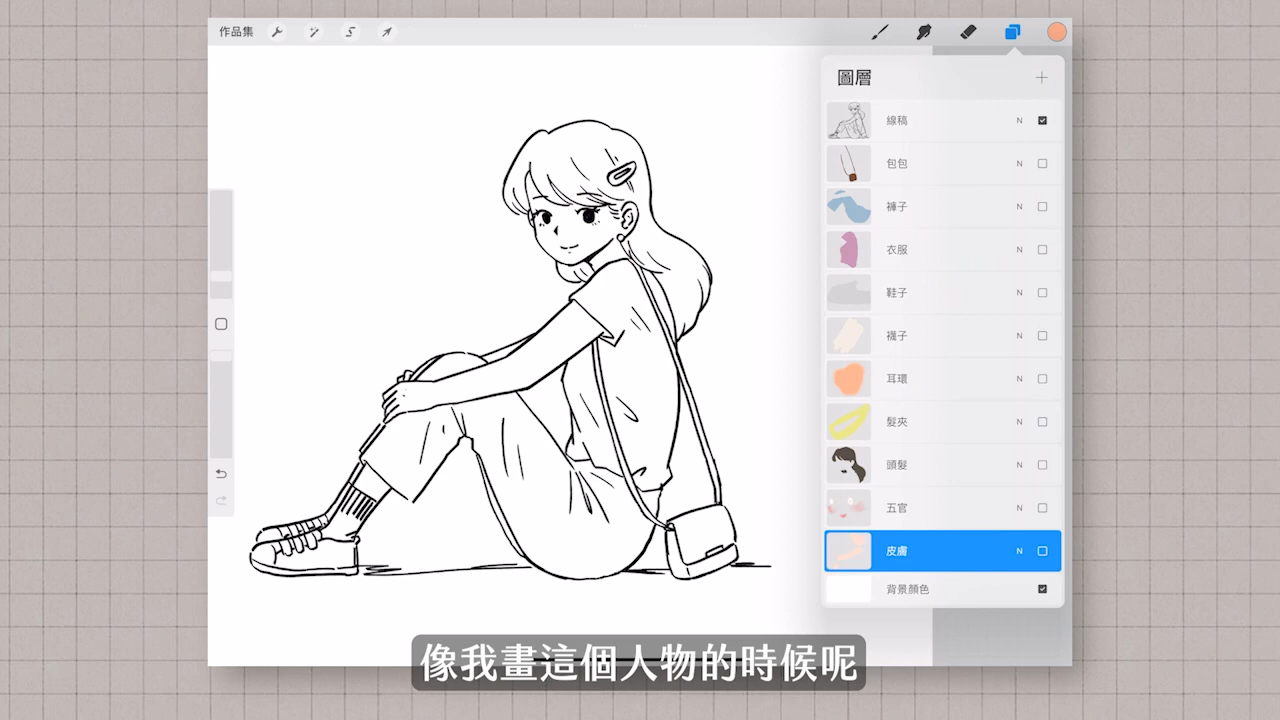 作品集
圖層
線稿 N
包包 N
褲子 N
衣服 N
鞋子 N
襪子 N
耳環 N
髮夾 N
頭髮 N
五官 N
皮膚 N
背景顏色
像我畫這個人物的時候呢